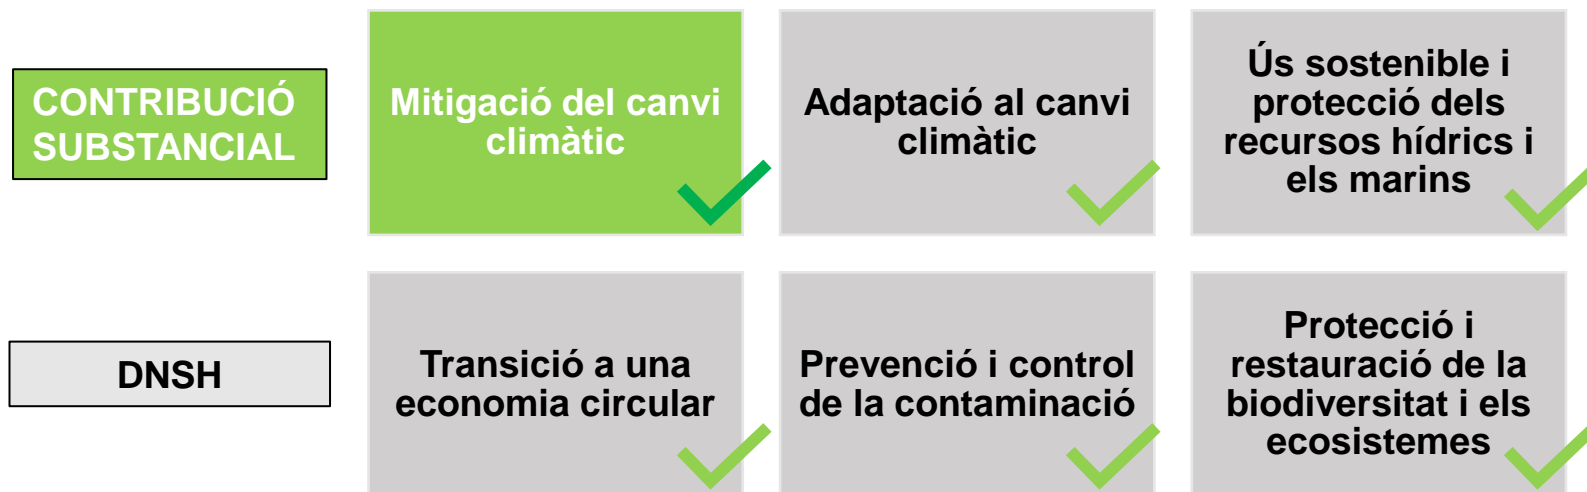 CONTRIBUCIÓ
SUBSTANCIAL
Mitigació del canvi
climàtic
Adaptació al canvi
climàtic
Ús sostenible i
protecció dels
recursos hídrics i
els marins
DNSH
Transició a una
economia circular
Prevenció i control
de la contaminació
Protecció i
restauració de la
biodiversitat i els
ecosistemes